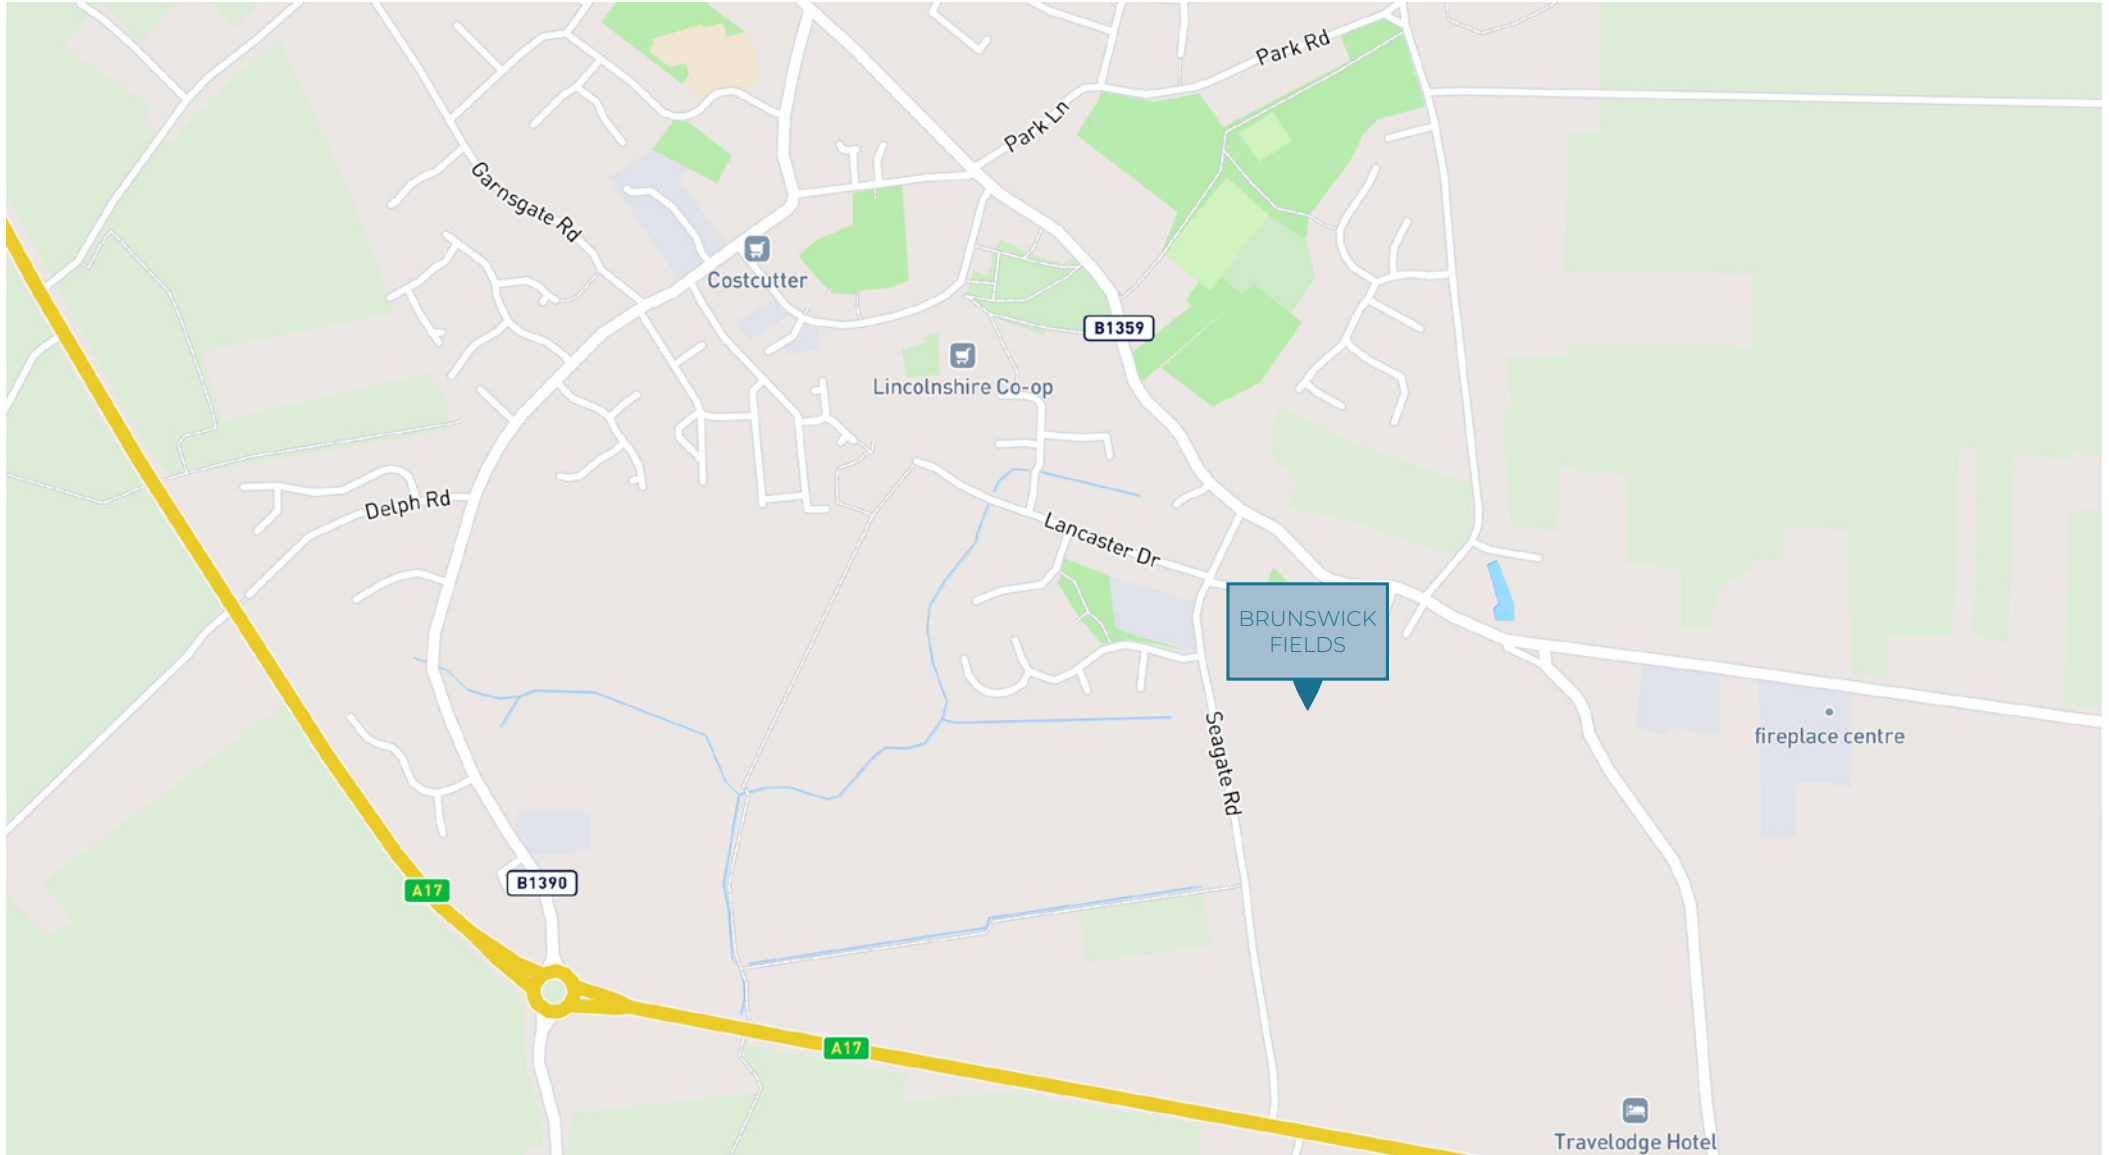 Park Rd
Park Ln
Garnsgate Rd
Costcutter
B1359
Lincolnshire Co-op
Delph Rd
Lancaster Dr
BRUNSWICK
FIELDS
Seagate Rd
fireplace centre
A17
B1390
A17
Travelodge Hotel